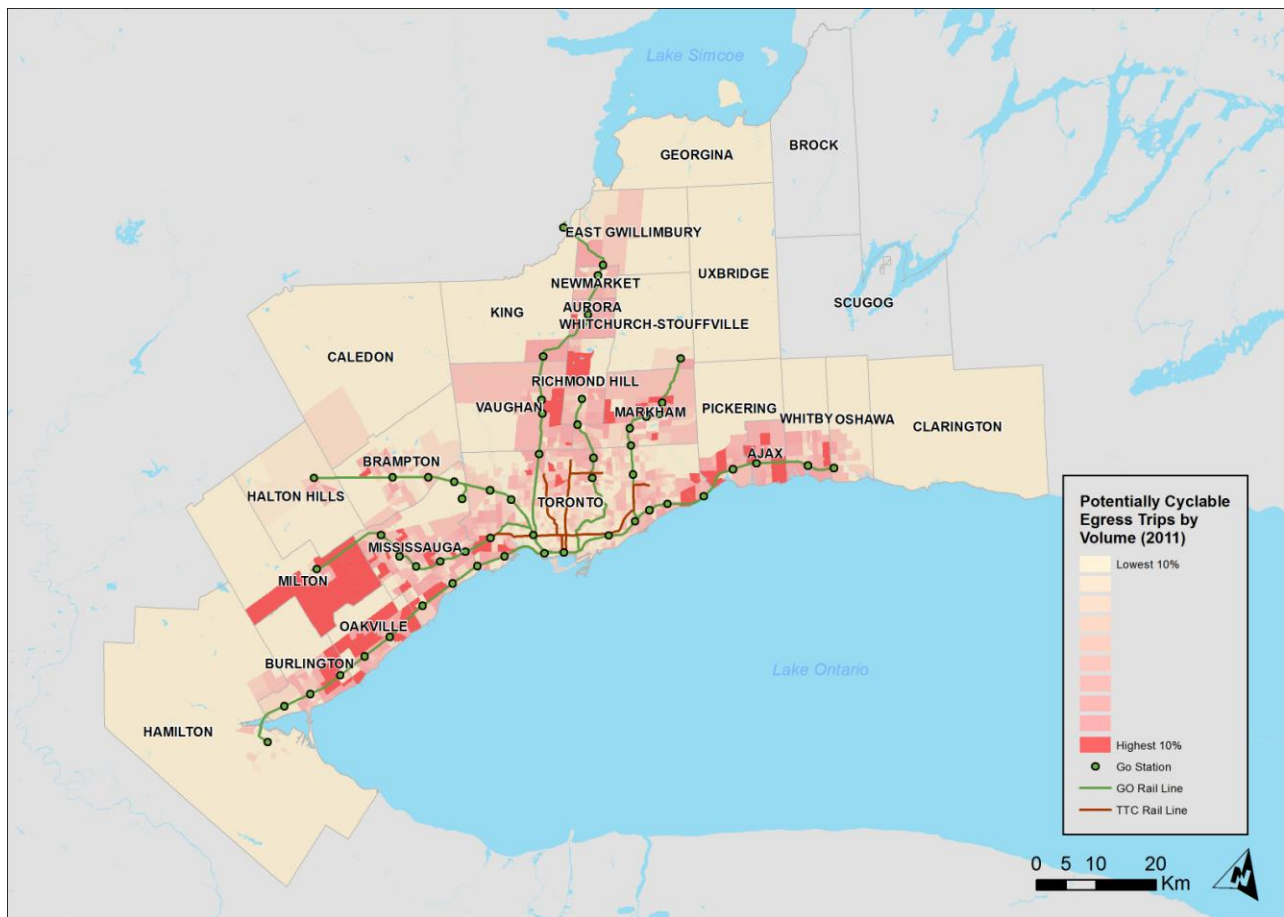 Lake Simcoe
BROCK
GEORGINA
EAST GWILLIMBURY
UXBRIDGE
NEWMARKET
SCUGOG
AURORA
KING
WHITCHURCH-STOUFFVILLE
CALEDON
RICHMOND HILL
VAUGHAN
MARKHAM
PICKERING
WHITBY
OSHAWA
CLARINGTON
AJAX
BRAMPTON
HALTON HILLS
TORONTO
MISSISSAUGA
MILTON
OAKVILLE
BURLINGTON
Lake Ontario
HAMILTON
Potentially Cyclable
Egress Trips by
Volume (2011)
Lowest 10%
Highest 10%
Go Station
GO Rail Line
TTC Rail Line
0 5 10 20
Km
N